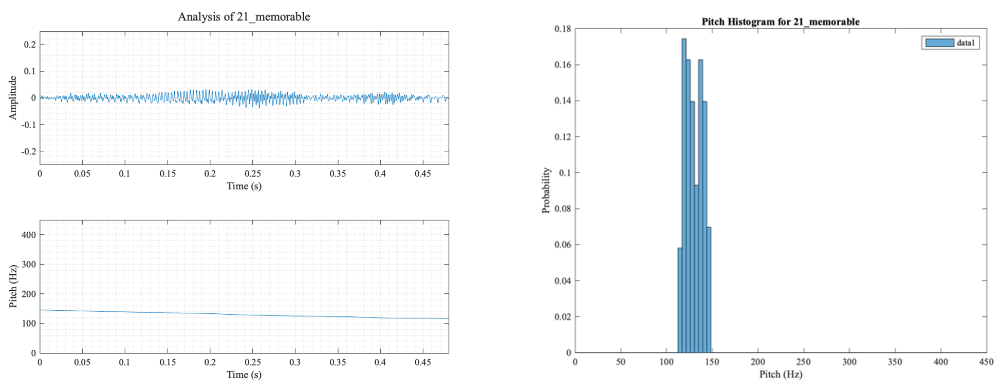 Analysis of 21_memorable
0.2
0.1
0
-0.1
-0.2
Amplitude
0 0.05 0.1 0.15 0.2 0.25 0.3 0.35 0.4 0.45
Time (s)
400
300
200
100
0
Pitch (Hz)
0 0.05 0.1 0.15 0.2 0.25 0.3 0.35 0.4 0.45
Time (s)
Pitch Histogram for 21_memorable
data1
0.18
0.16
0.14
0.12
0.1
0.08
0.06
0.04
0.02
0
Probability
0 50 100 150 200 250 300 350 400 450
Pitch (Hz)